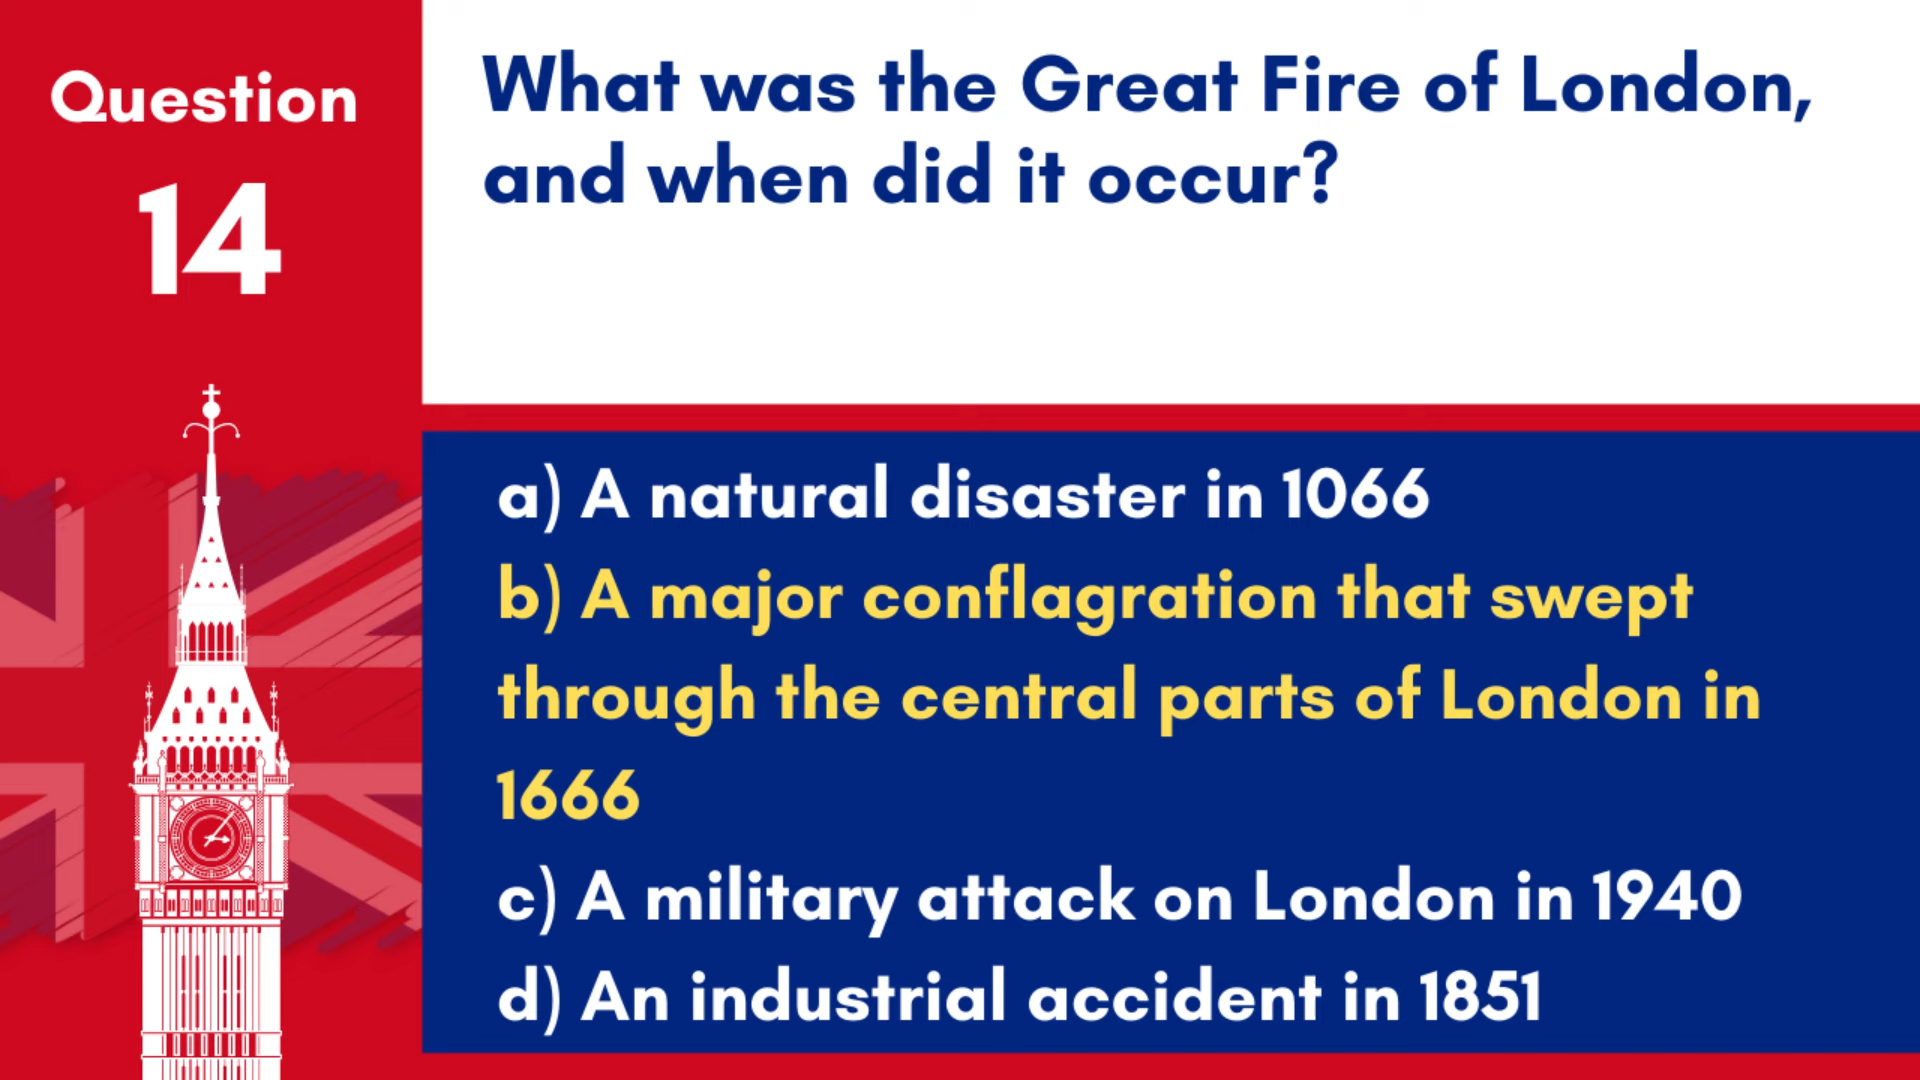 Question
14
What was the Great Fire of London,
and when did it occur?
a) A natural disaster in 1066
b) A major conflagration that swept
through the central parts of London in
1666
c) A military attack on London in 1940
d) An industrial accident in 1851